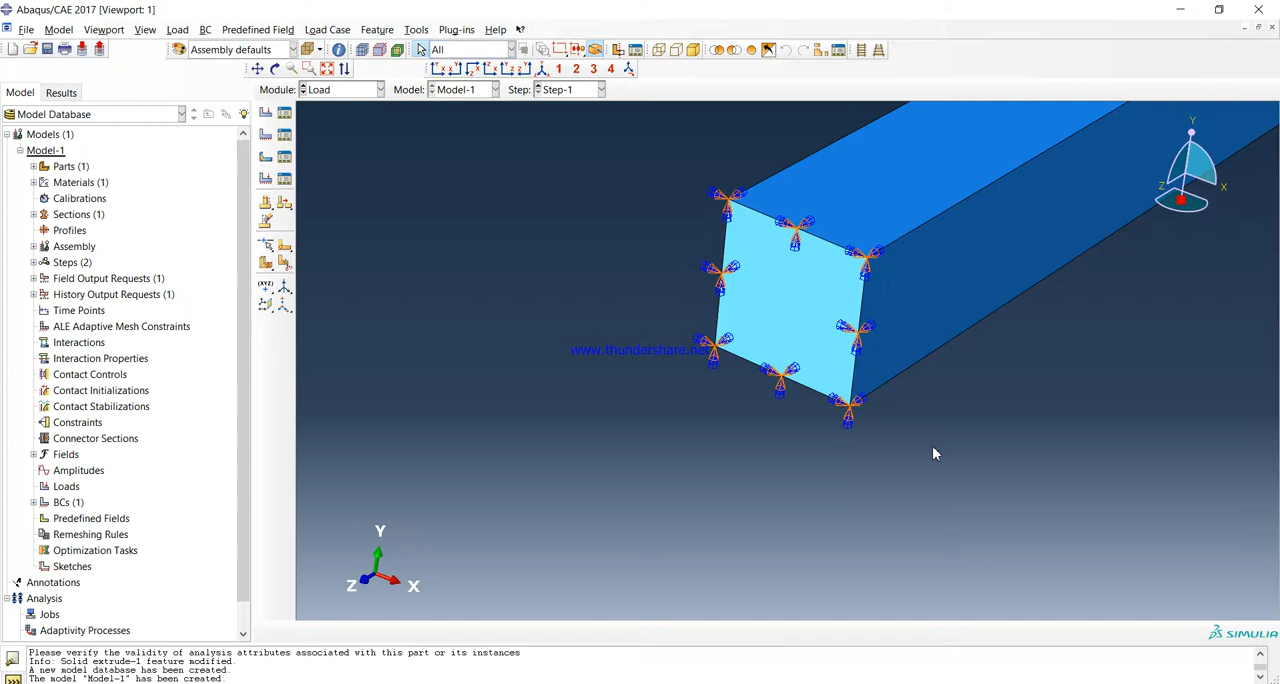 Abaqus/CAE 2017 [Viewport: 1]
File Model Viewport View Load BC Predefined Field Load Case Feature Tools Plug-ins Help
Assembly defaults All
1 2 3 4
Model Results Module: Load Model: Model-1 Step: Step-1
Model Database
Models (1)
Model-1
Parts (1)
Materials (1)
Calibrations
Sections (1)
Profiles
Assembly
Steps (2)
Field Output Requests (1)
History Output Requests (1)
Time Points
ALE Adaptive Mesh Constraints
Interactions
Interaction Properties
Contact Controls
Contact Initializations
Contact Stabilizations
Constraints
Connector Sections
Fields
Amplitudes
Loads
BCs (1)
Predefined Fields
Remeshing Rules
Optimization Tasks
Sketches
Annotations
Analysis
Jobs
Adaptivity Processes
(XYZ)
Y
Z X
www.thundershare.net
Y
Z X
SIMULIA
Please verify the validity of analysis attributes associated with this part or its instances
Info: Solid extrude-1 feature modified.
A new model database has been created.
The model "Model-1" has been created.
>>>